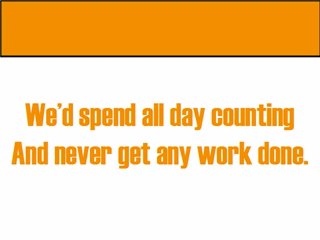 We'd spend all day counting
And never get any work done.